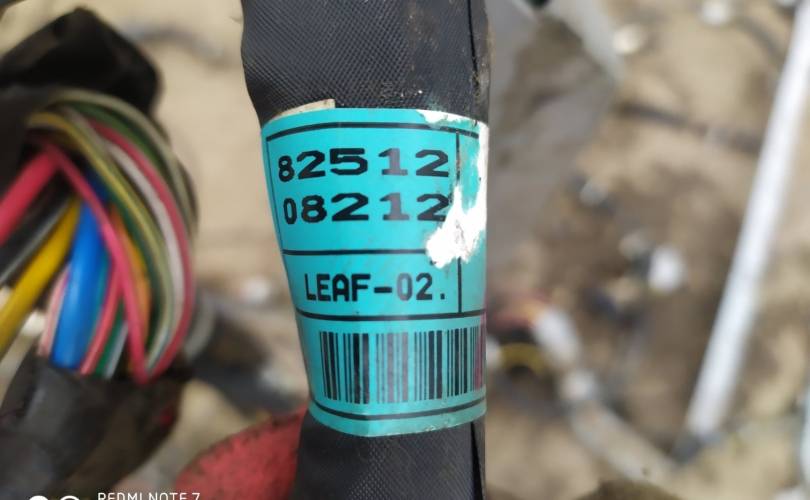 82512
08212
LEAF-02.
REDMI NOTE 7